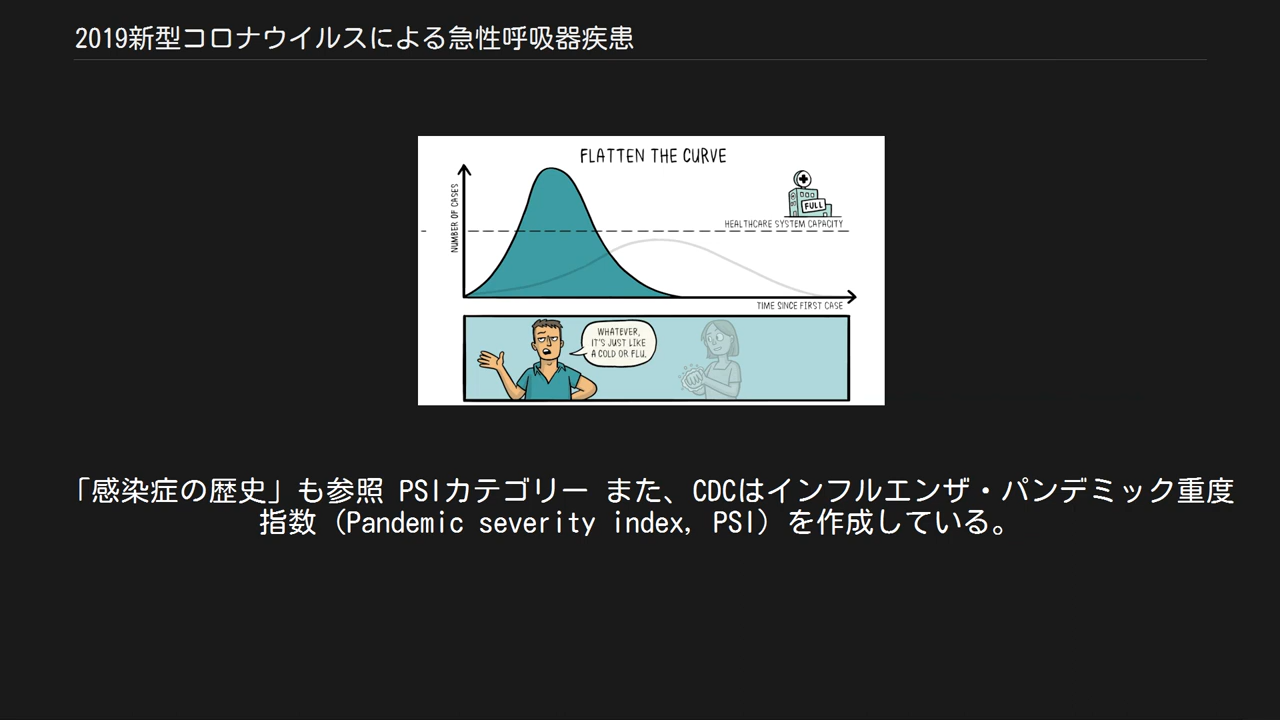 2019新型コロナウイルスによる急性呼吸器疾患
FLATTEN THE CURVE
NUMBER OF CASES
FULL
HEALTHCARE SYSTEM CAPACITY
TIME SINCE FIRST CASE
WHATEVER,
IT'S JUST LIKE
A COLD OR FLU.
「感染症の歴史」も参照 PSIカテゴリー また、CDCはインフルエンザ・パンデミック重度
指数（Pandemic severity index, PSI）を作成している。